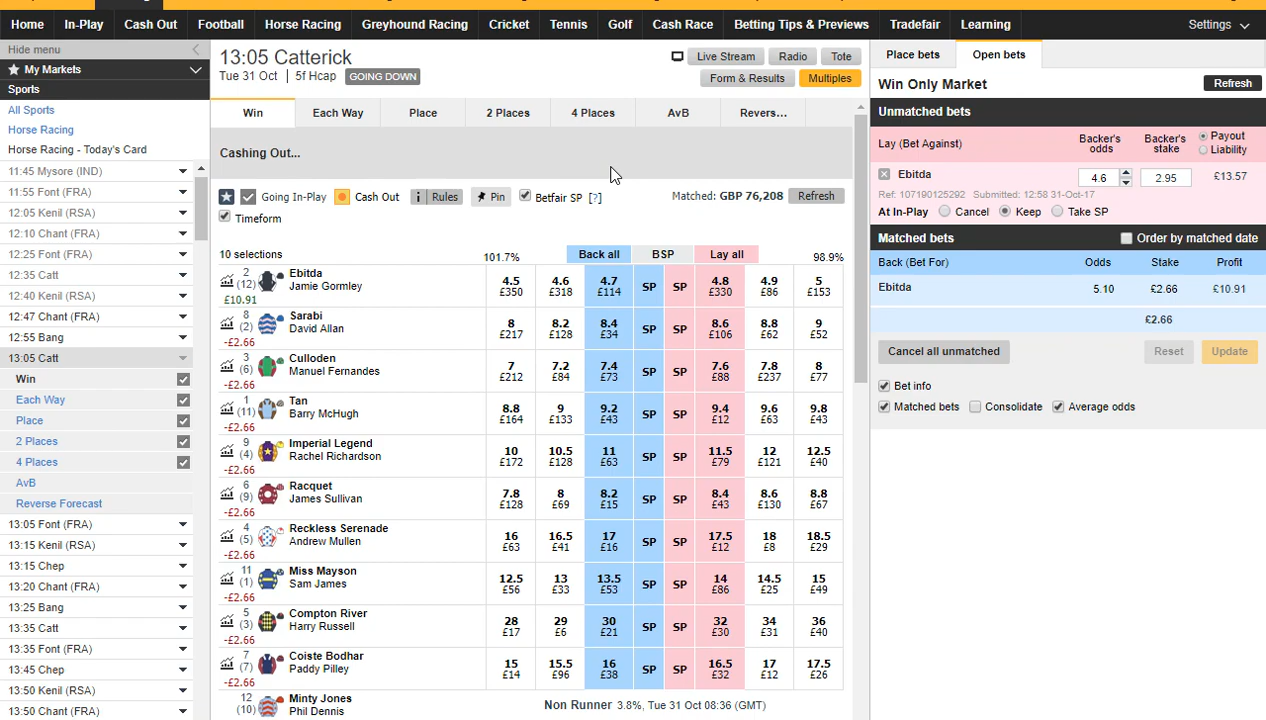 Home In-Play Cash Out Football Horse Racing Greyhound Racing Cricket Tennis Golf Cash Race Betting Tips & Previews Tradefair Learning Settings
Hide menu
My Markets
Sports
All Sports
Horse Racing
Horse Racing - Today's Card
11:45 Mysore (IND)
11:55 Font (FRA)
12:05 Kenil (RSA)
12:10 Chant (FRA)
12:25 Font (FRA)
12:35 Catt
12:40 Kenil (RSA)
12:47 Chant (FRA)
12:55 Bang
13:05 Catt
Win
Each Way
Place
2 Places
4 Places
AvB
Reverse Forecast
13:05 Font (FRA)
13:15 Kenil (RSA)
13:15 Chep
13:20 Chant (FRA)
13:25 Bang
13:35 Catt
13:35 Font (FRA)
13:45 Chep
13:50 Kenil (RSA)
13:50 Chant (FRA)
13:05 Catterick
Tue 31 Oct 5f Hcap GOING DOWN
Live Stream Radio Tote
Form & Results Multiples
Win Each Way Place 2 Places 4 Places AvB Revers...
Cashing Out...
Going In-Play Cash Out i Rules Pin Betfair SP [?] Matched: GBP 76,208 Refresh
Timeform
10 selections 101.7% Back all BSP Lay all 98.9%
2 Ebitda 4.5 4.6 4.7 SP SP 4.8 4.9 5
(12) Jamie Gormley £350 £318 £114 £330 £86 £153
£10.91
8 Sarabi 8 8.2 8.4 SP SP 8.6 8.8 9
(2) David Allan £217 £128 £34 £106 £62 £52
-£2.66
3 Culloden 7 7.2 7.4 SP SP 7.6 7.8 8
(6) Manuel Fernandes £212 £84 £73 £88 £237 £77
-£2.66
1 Tan 8.8 9 9.2 SP SP 9.4 9.6 9.8
(11) Barry McHugh £164 £133 £43 £12 £63 £43
-£2.66
9 Imperial Legend 10 10.5 11 SP SP 11.5 12 12.5
(4) Rachel Richardson £172 £128 £63 £79 £121 £40
-£2.66
6 Racquet 7.8 8 8.2 SP SP 8.4 8.6 8.8
(9) James Sullivan £128 £69 £15 £43 £130 £67
-£2.66
4 Reckless Serenade 16 16.5 17 SP SP 17.5 18 18.5
(5) Andrew Mullen £63 £41 £16 £12 £8 £29
-£2.66
11 Miss Mayson 12.5 13 13.5 SP SP 14 14.5 15
(1) Sam James £56 £33 £53 £86 £25 £49
-£2.66
5 Compton River 28 29 30 SP SP 32 34 36
(3) Harry Russell £17 £6 £21 £30 £31 £40
-£2.66
7 Coiste Bodhar 15 15.5 16 SP SP 16.5 17 17.5
(7) Paddy Pilley £14 £96 £38 £32 £12 £26
-£2.66
12 Minty Jones
(10) Phil Dennis Non Runner 3.8%, Tue 31 Oct 08:36 (GMT)
Place bets Open bets
Win Only Market Refresh
Unmatched bets
Lay (Bet Against) Backer's odds Backer's stake Payout Liability
Ebitda 4.6 2.95 £13.57
Ref: 107190125292 Submitted: 12:58 31-Oct-17
At In-Play Cancel Keep Take SP
Matched bets Order by matched date
Back (Bet For) Odds Stake Profit
Ebitda 5.10 £2.66 £10.91
£2.66
Cancel all unmatched Reset Update
Bet info
Matched bets Consolidate Average odds